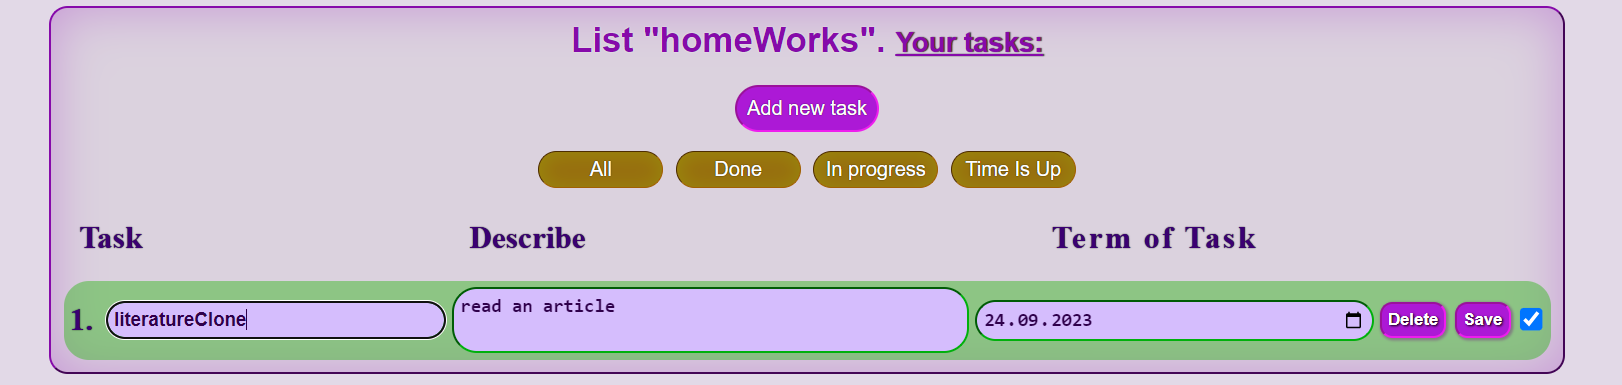 List "homeWorks". Your tasks:
Add new task
All Done In progress Time Is Up
Task Describe Term of Task
1. literatureClone read an article 24.09.2023 Delete Save